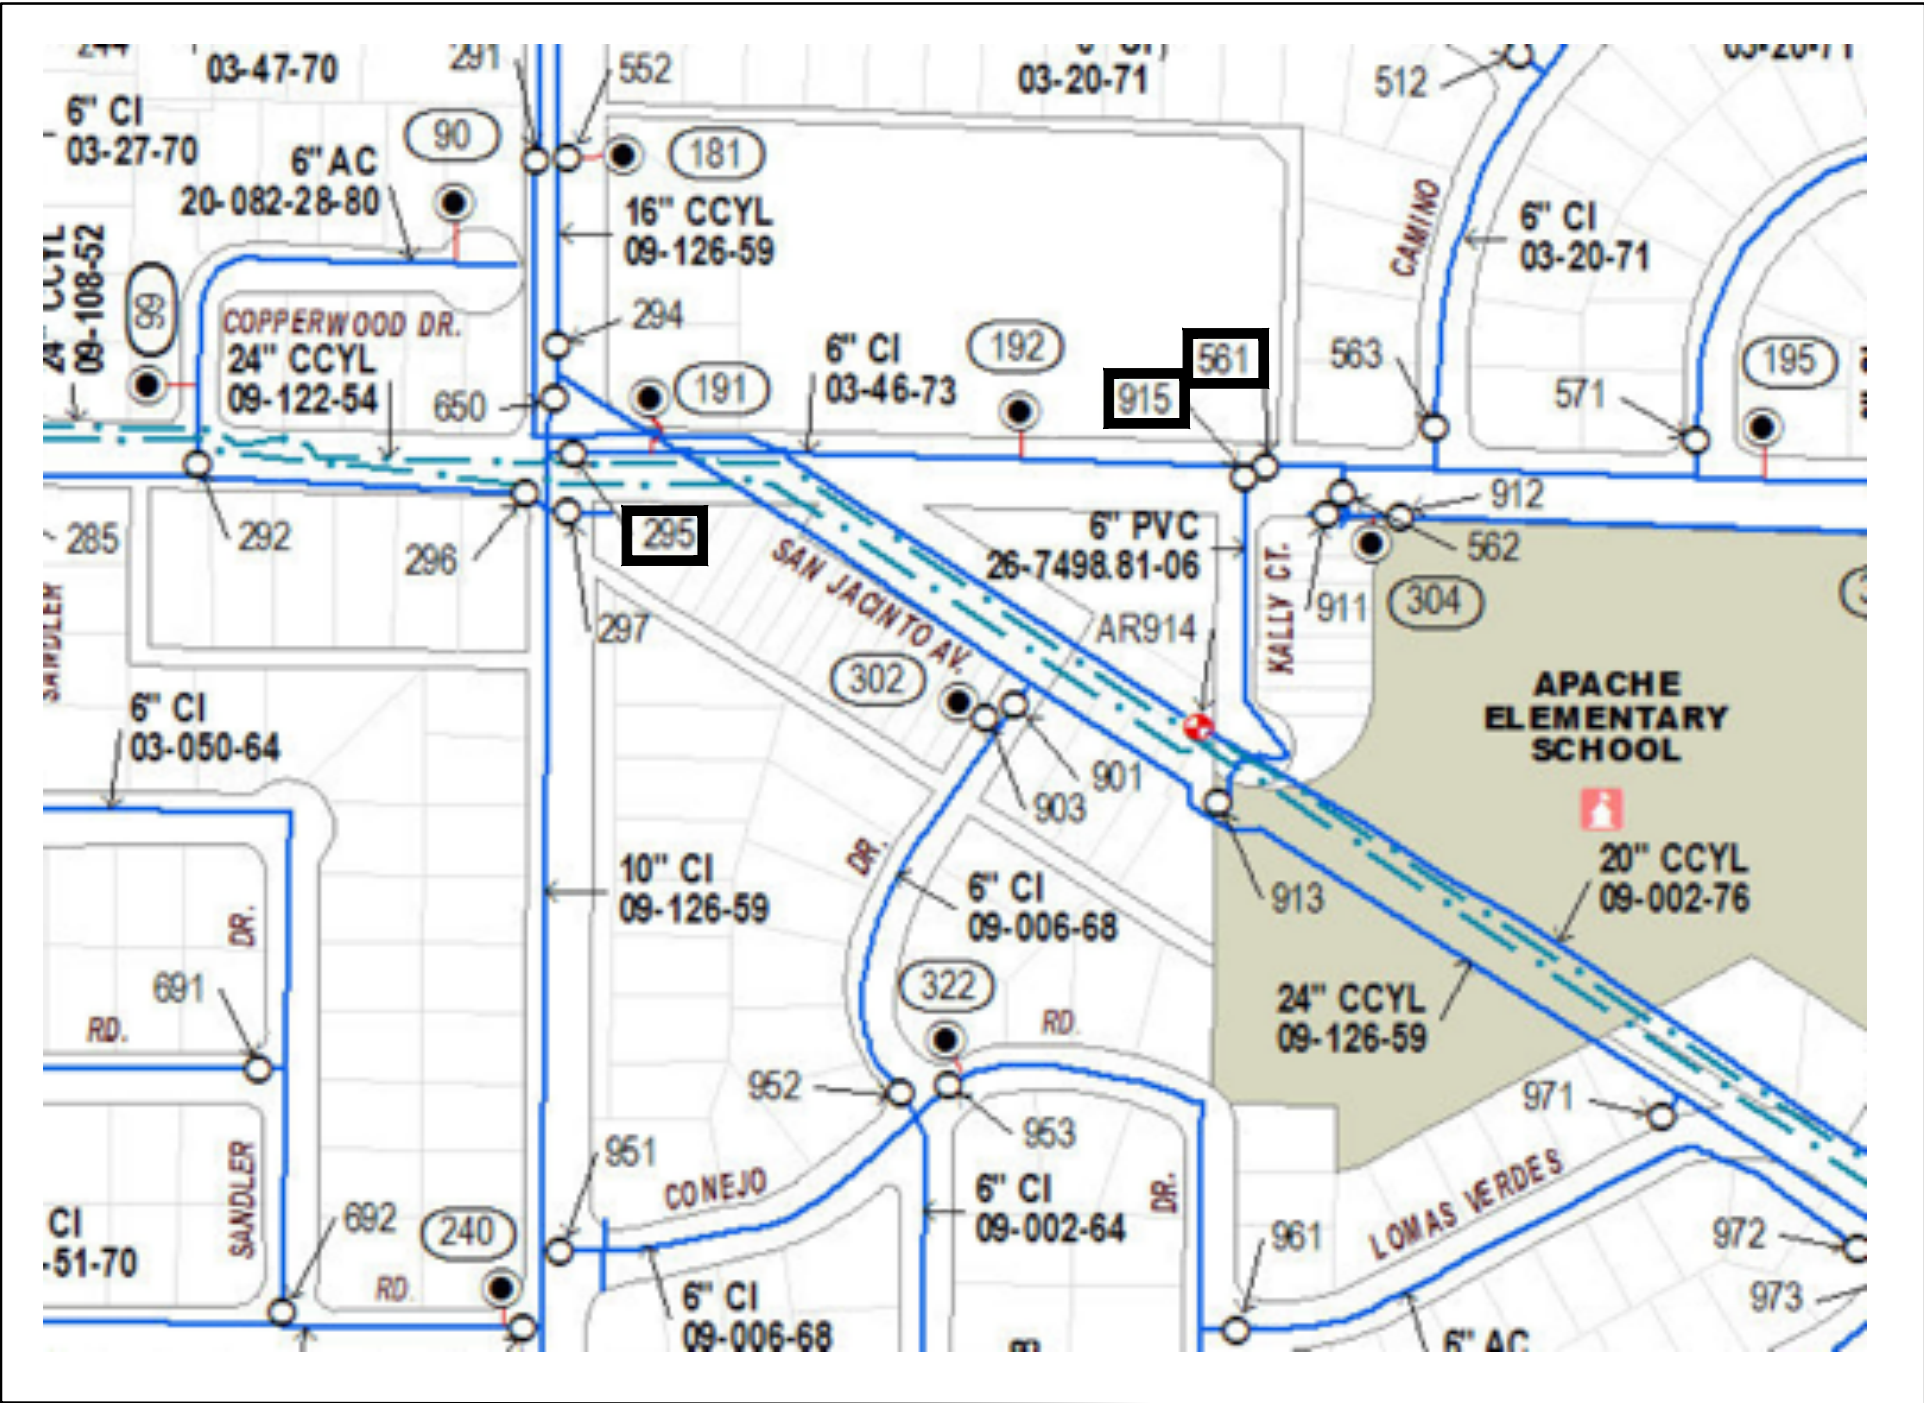 03-47-70
291
552
03-20-71
512
6" CI
03-27-70
90
181
6" AC
20-082-28-80
16" CCYL
09-126-59
CAMINO
6" CI
03-20-71
24" CCYL
09-108-52
99
COPPERWOOD DR.
294
24" CCYL
09-122-54
650
191
6" CI
03-46-73
192
561
915
563
571
195
285
292
296
295
297
SAN JACINTO AV.
6" PVC
26-7498.81-06
AR914
KALLY CT.
912
562
911
304
SANDLER
302
901
903
APACHE
ELEMENTARY
SCHOOL
6" CI
03-050-64
DR.
10" CI
09-126-59
DR.
6" CI
09-006-68
913
20" CCYL
09-002-76
691
RD.
322
RD.
24" CCYL
09-126-59
952
953
971
951
CONEJO
6" CI
09-002-64
DR.
LOMAS VERDES
SANDLER
692
240
961
972
973
CI
-51-70
RD.
6" CI
09-006-68
6" AC